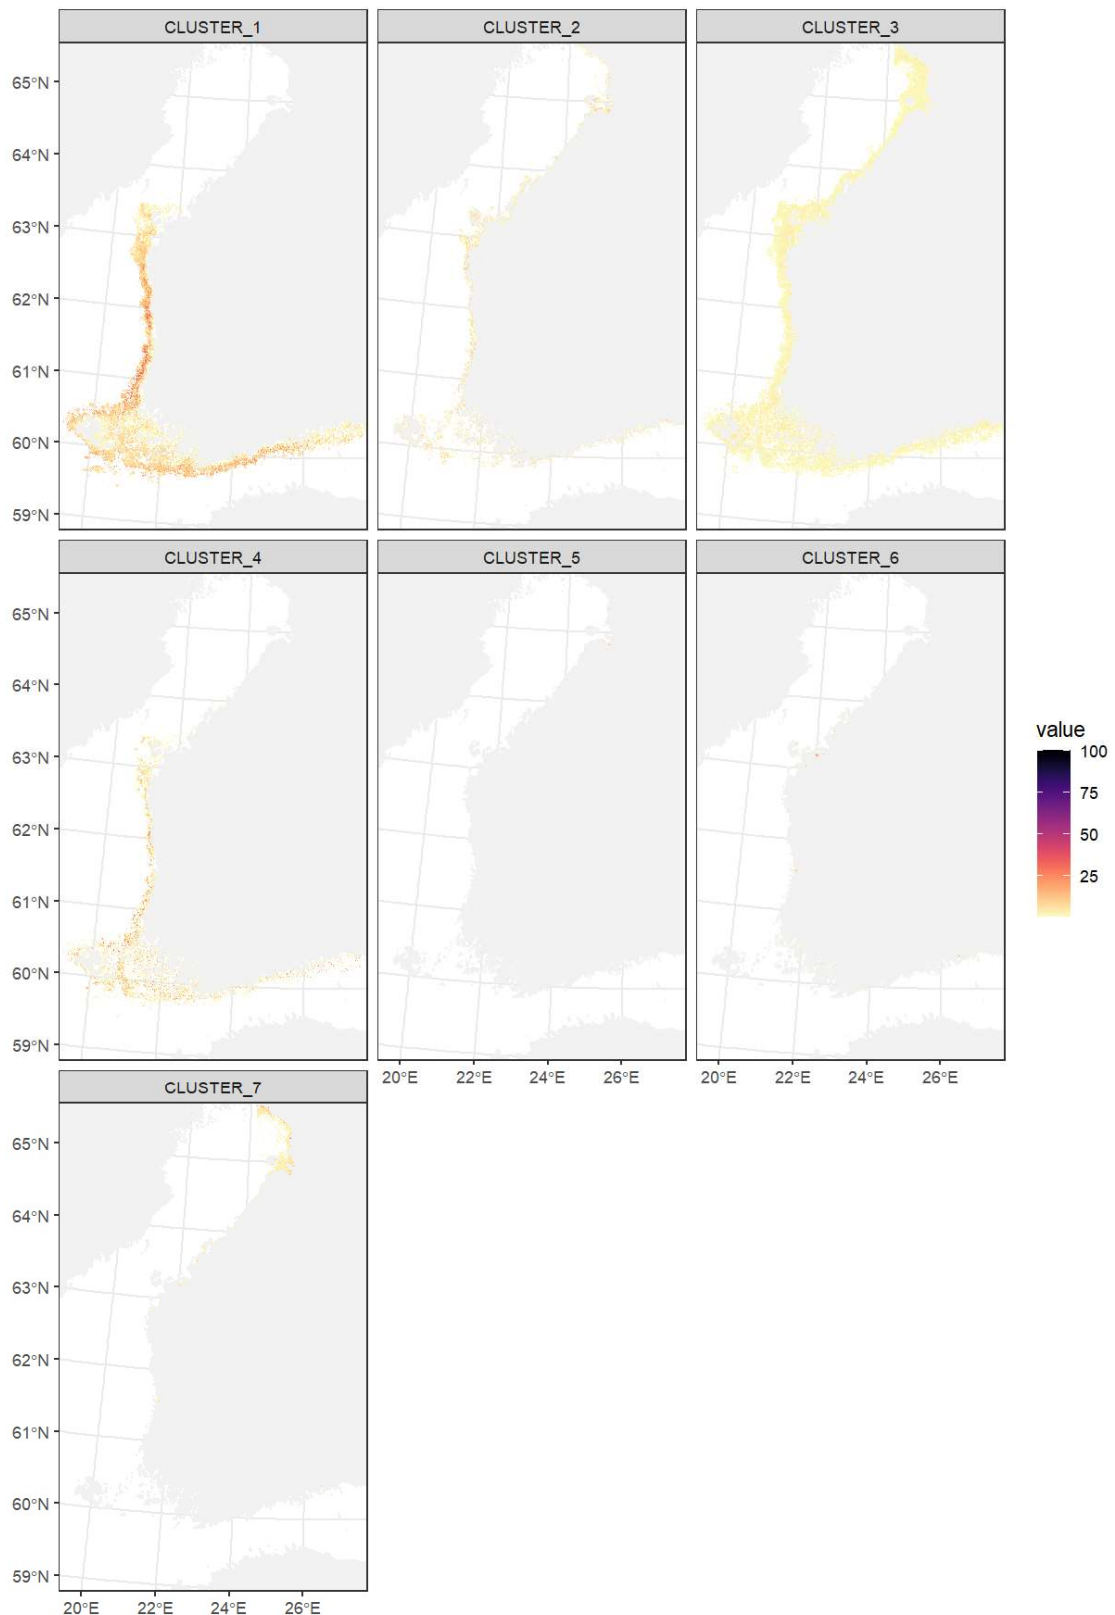 CLUSTER_1 CLUSTER_2 CLUSTER_3
65°N
64°N
63°N
62°N
61°N
60°N
59°N
CLUSTER_4 CLUSTER_5 CLUSTER_6
65°N
64°N
63°N
62°N
61°N
60°N
59°N
20°E 22°E 24°E 26°E 20°E 22°E 24°E 26°E
value
100
75
50
25
CLUSTER_7
65°N
64°N
63°N
62°N
61°N
60°N
59°N
20°E 22°E 24°E 26°E